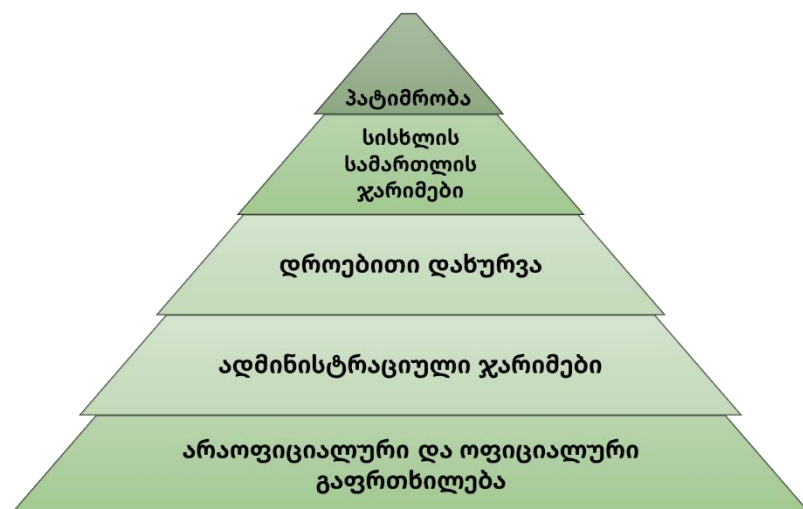 პატიმრობა
სისხლის
სამართლის
ჯარიმები
დროებითი დახურვა
ადმინისტრაციული ჯარიმები
არაოფიციალური და ოფიციალური
გაფრთხილება